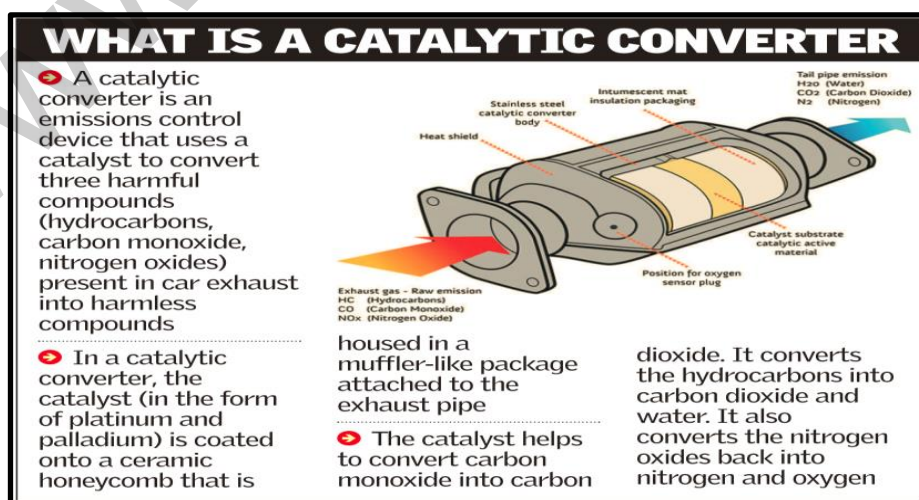 WHAT IS A CATALYTIC CONVERTER
A catalytic
converter is an
emissions control
device that uses a
catalyst to convert
three harmful
compounds
(hydrocarbons,
carbon monoxide,
nitrogen oxides)
present in car exhaust
into harmless
compounds
In a catalytic
converter, the
catalyst (in the form
of platinum and
palladium) is coated
onto a ceramic
honeycomb that is
Heat shield
Stainless steel
catalytic converter
body
Intumescent mat
insulation packaging
Tail pipe emission
H2O (Water)
CO2 (Carbon Dioxide)
N2 (Nitrogen)
Catalyst substrate
catalytic active
material
Position for oxygen
sensor plug
Exhaust gas - Raw emission
HC (Hydrocarbons)
CO (Carbon Monoxide)
NOx (Nitrogen Oxide)
housed in a
muffler-like package
attached to the
exhaust pipe
The catalyst helps
to convert carbon
monoxide into carbon
dioxide. It converts
the hydrocarbons into
carbon dioxide and
water. It also
converts the nitrogen
oxides back into
nitrogen and oxygen